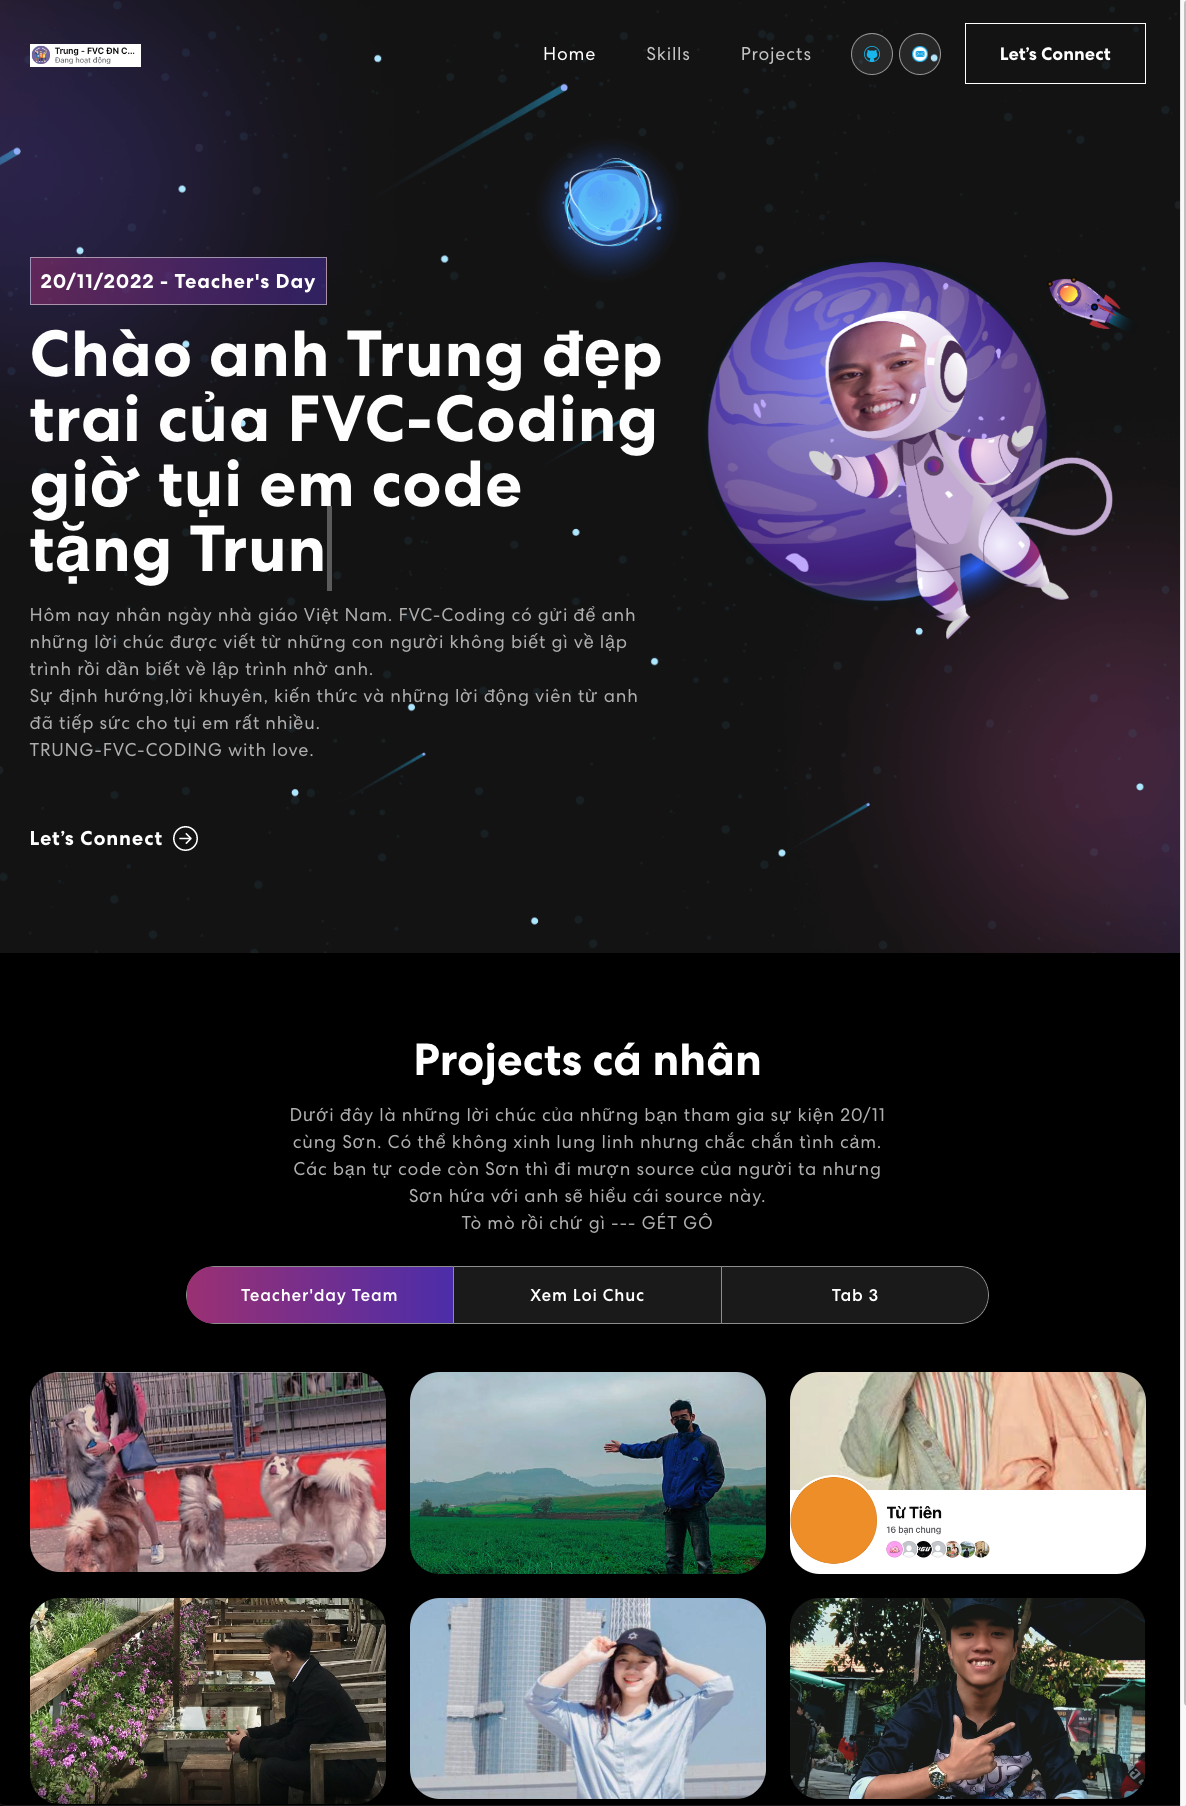 Trung - FVC ĐN C...
Đang hoạt động
Home
Skills
Projects
Let's Connect
20/11/2022 - Teacher's Day
Chào anh Trung đẹp
trai của FVC-Coding
giờ tụi em code
tặng Trun
Hôm nay nhân ngày nhà giáo Việt Nam. FVC-Coding có gửi để anh
những lời chúc được viết từ những con người không biết gì về lập
trình rồi dần biết về lập trình nhờ anh.
Sự định hướng,lời khuyên, kiến thức và những lời động viên từ anh
đã tiếp sức cho tụi em rất nhiều.
TRUNG-FVC-CODING with love.
Let's Connect
Projects cá nhân
Dưới đây là những lời chúc của những bạn tham gia sự kiện 20/11
cùng Sơn. Có thể không xinh lung linh nhưng chắc chắn tình cảm.
Các bạn tự code còn Sơn thì đi mượn source của người ta nhưng
Sơn hứa với anh sẽ hiểu cái source này.
Tò mò rồi chứ gì --- GÉT GÔ
Teacher'day Team
Xem Loi Chuc
Tab 3
Từ Tiên
16 bạn chung